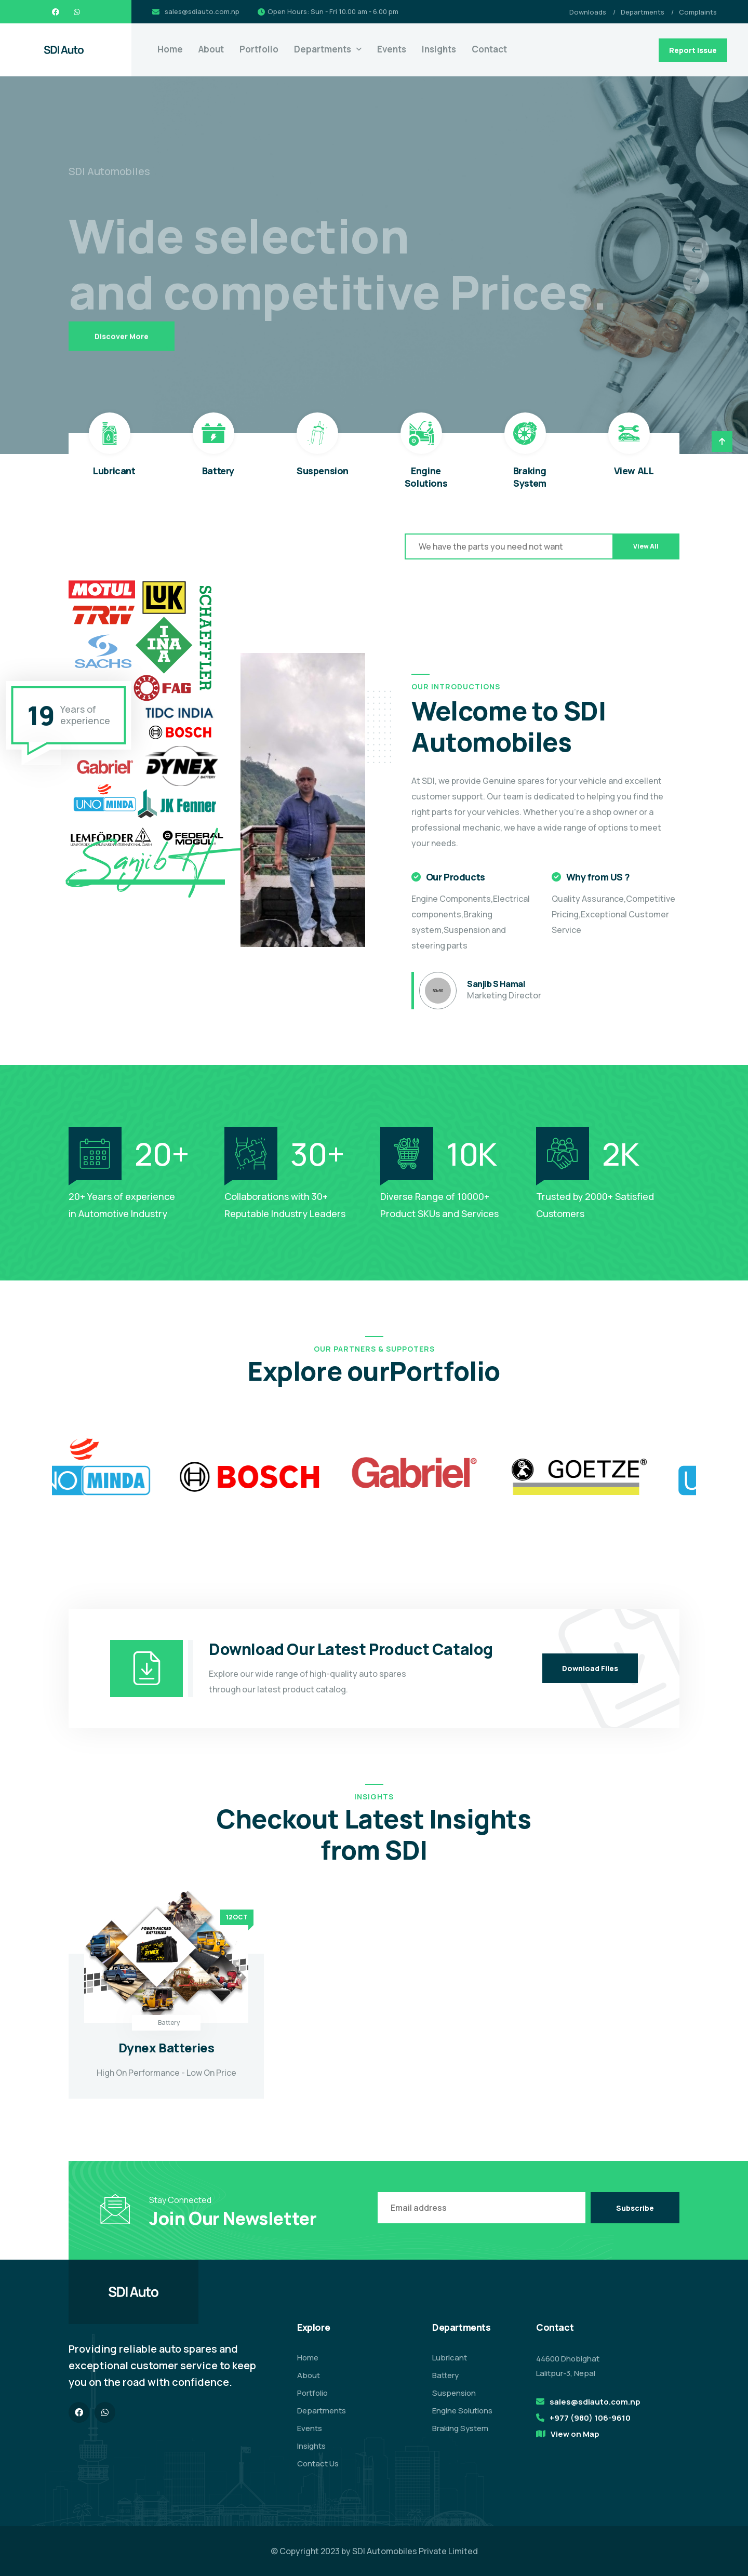 sales@sdiauto.com.np
Open Hours: Sun - Fri 10.00 am - 6.00 pm
Downloads / Departments / Complaints
SDI Auto
Home
About
Portfolio
Departments
Events
Insights
Contact
Report Issue
SDI Automobiles
Wide selection
and competitive Prices.
Discover More
Lubricant
Battery
Suspension
Engine
Solutions
Braking
System
View ALL
We have the parts you need not want
View All
MOTUL
TRW
LUK
SCHAEFFLER
SACHS
INA
FAG
19
Years of
experience
TIDC INDIA
BOSCH
Gabriel
DYNEX
BATTERY
UNO MINDA
JK Fenner
LEMFÖRDER
FEDERAL
MOGUL
Sanjib H
OUR INTRODUCTIONS
Welcome to SDI
Automobiles
At SDI, we provide Genuine spares for your vehicle and excellent
customer support. Our team is dedicated to helping you find the
right parts for your vehicles. Whether you're a shop owner or a
professional mechanic, we have a wide range of options to meet
your needs.
Our Products
Engine Components,Electrical
components,Braking
system,Suspension and
steering parts
Why from US ?
Quality Assurance,Competitive
Pricing,Exceptional Customer
Service
Sanjib S Hamal
Marketing Director
20+
20+ Years of experience
in Automotive Industry
30+
Collaborations with 30+
Reputable Industry Leaders
10K
Diverse Range of 10000+
Product SKUs and Services
2K
Trusted by 2000+ Satisfied
Customers
OUR PARTNERS & SUPPOTERS
Explore ourPortfolio
NO MINDA
BOSCH
Gabriel®
GOETZE®
U
Download Our Latest Product Catalog
Explore our wide range of high-quality auto spares
through our latest product catalog.
Download Files
INSIGHTS
Checkout Latest Insights
from SDI
12OCT
POWER-PACKED
BATTERIES
DYNEX
Battery
Dynex Batteries
High On Performance - Low On Price
Stay Connected
Join Our Newsletter
Email address
Subscribe
SDI Auto
Providing reliable auto spares and
exceptional customer service to keep
you on the road with confidence.
Explore
Home
About
Portfolio
Departments
Events
Insights
Contact Us
Departments
Lubricant
Battery
Suspension
Engine Solutions
Braking System
Contact
44600 Dhobighat
Lalitpur-3, Nepal
sales@sdiauto.com.np
+977 (980) 106-9610
View on Map
© Copyright 2023 by SDI Automobiles Private Limited